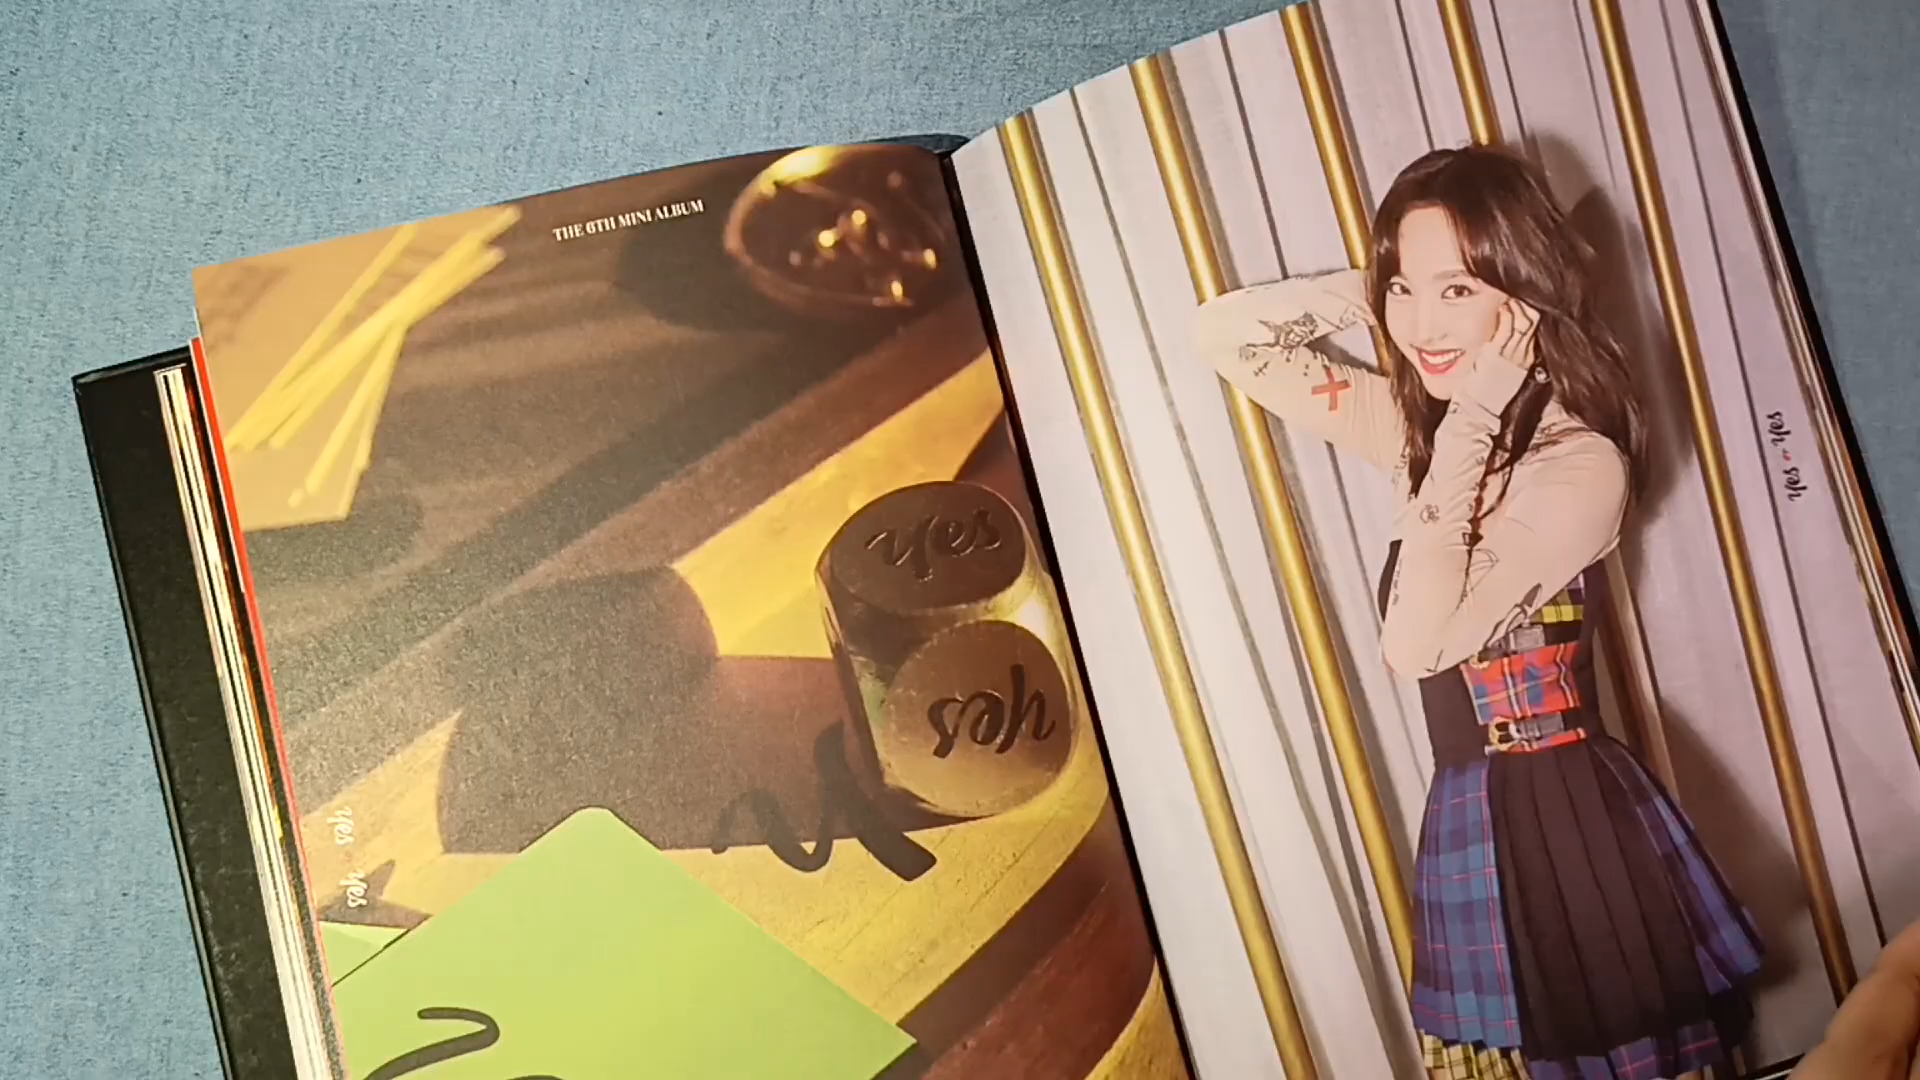 THE 6TH MINI ALBUM
yes
yes
yes or yes
yes or yes